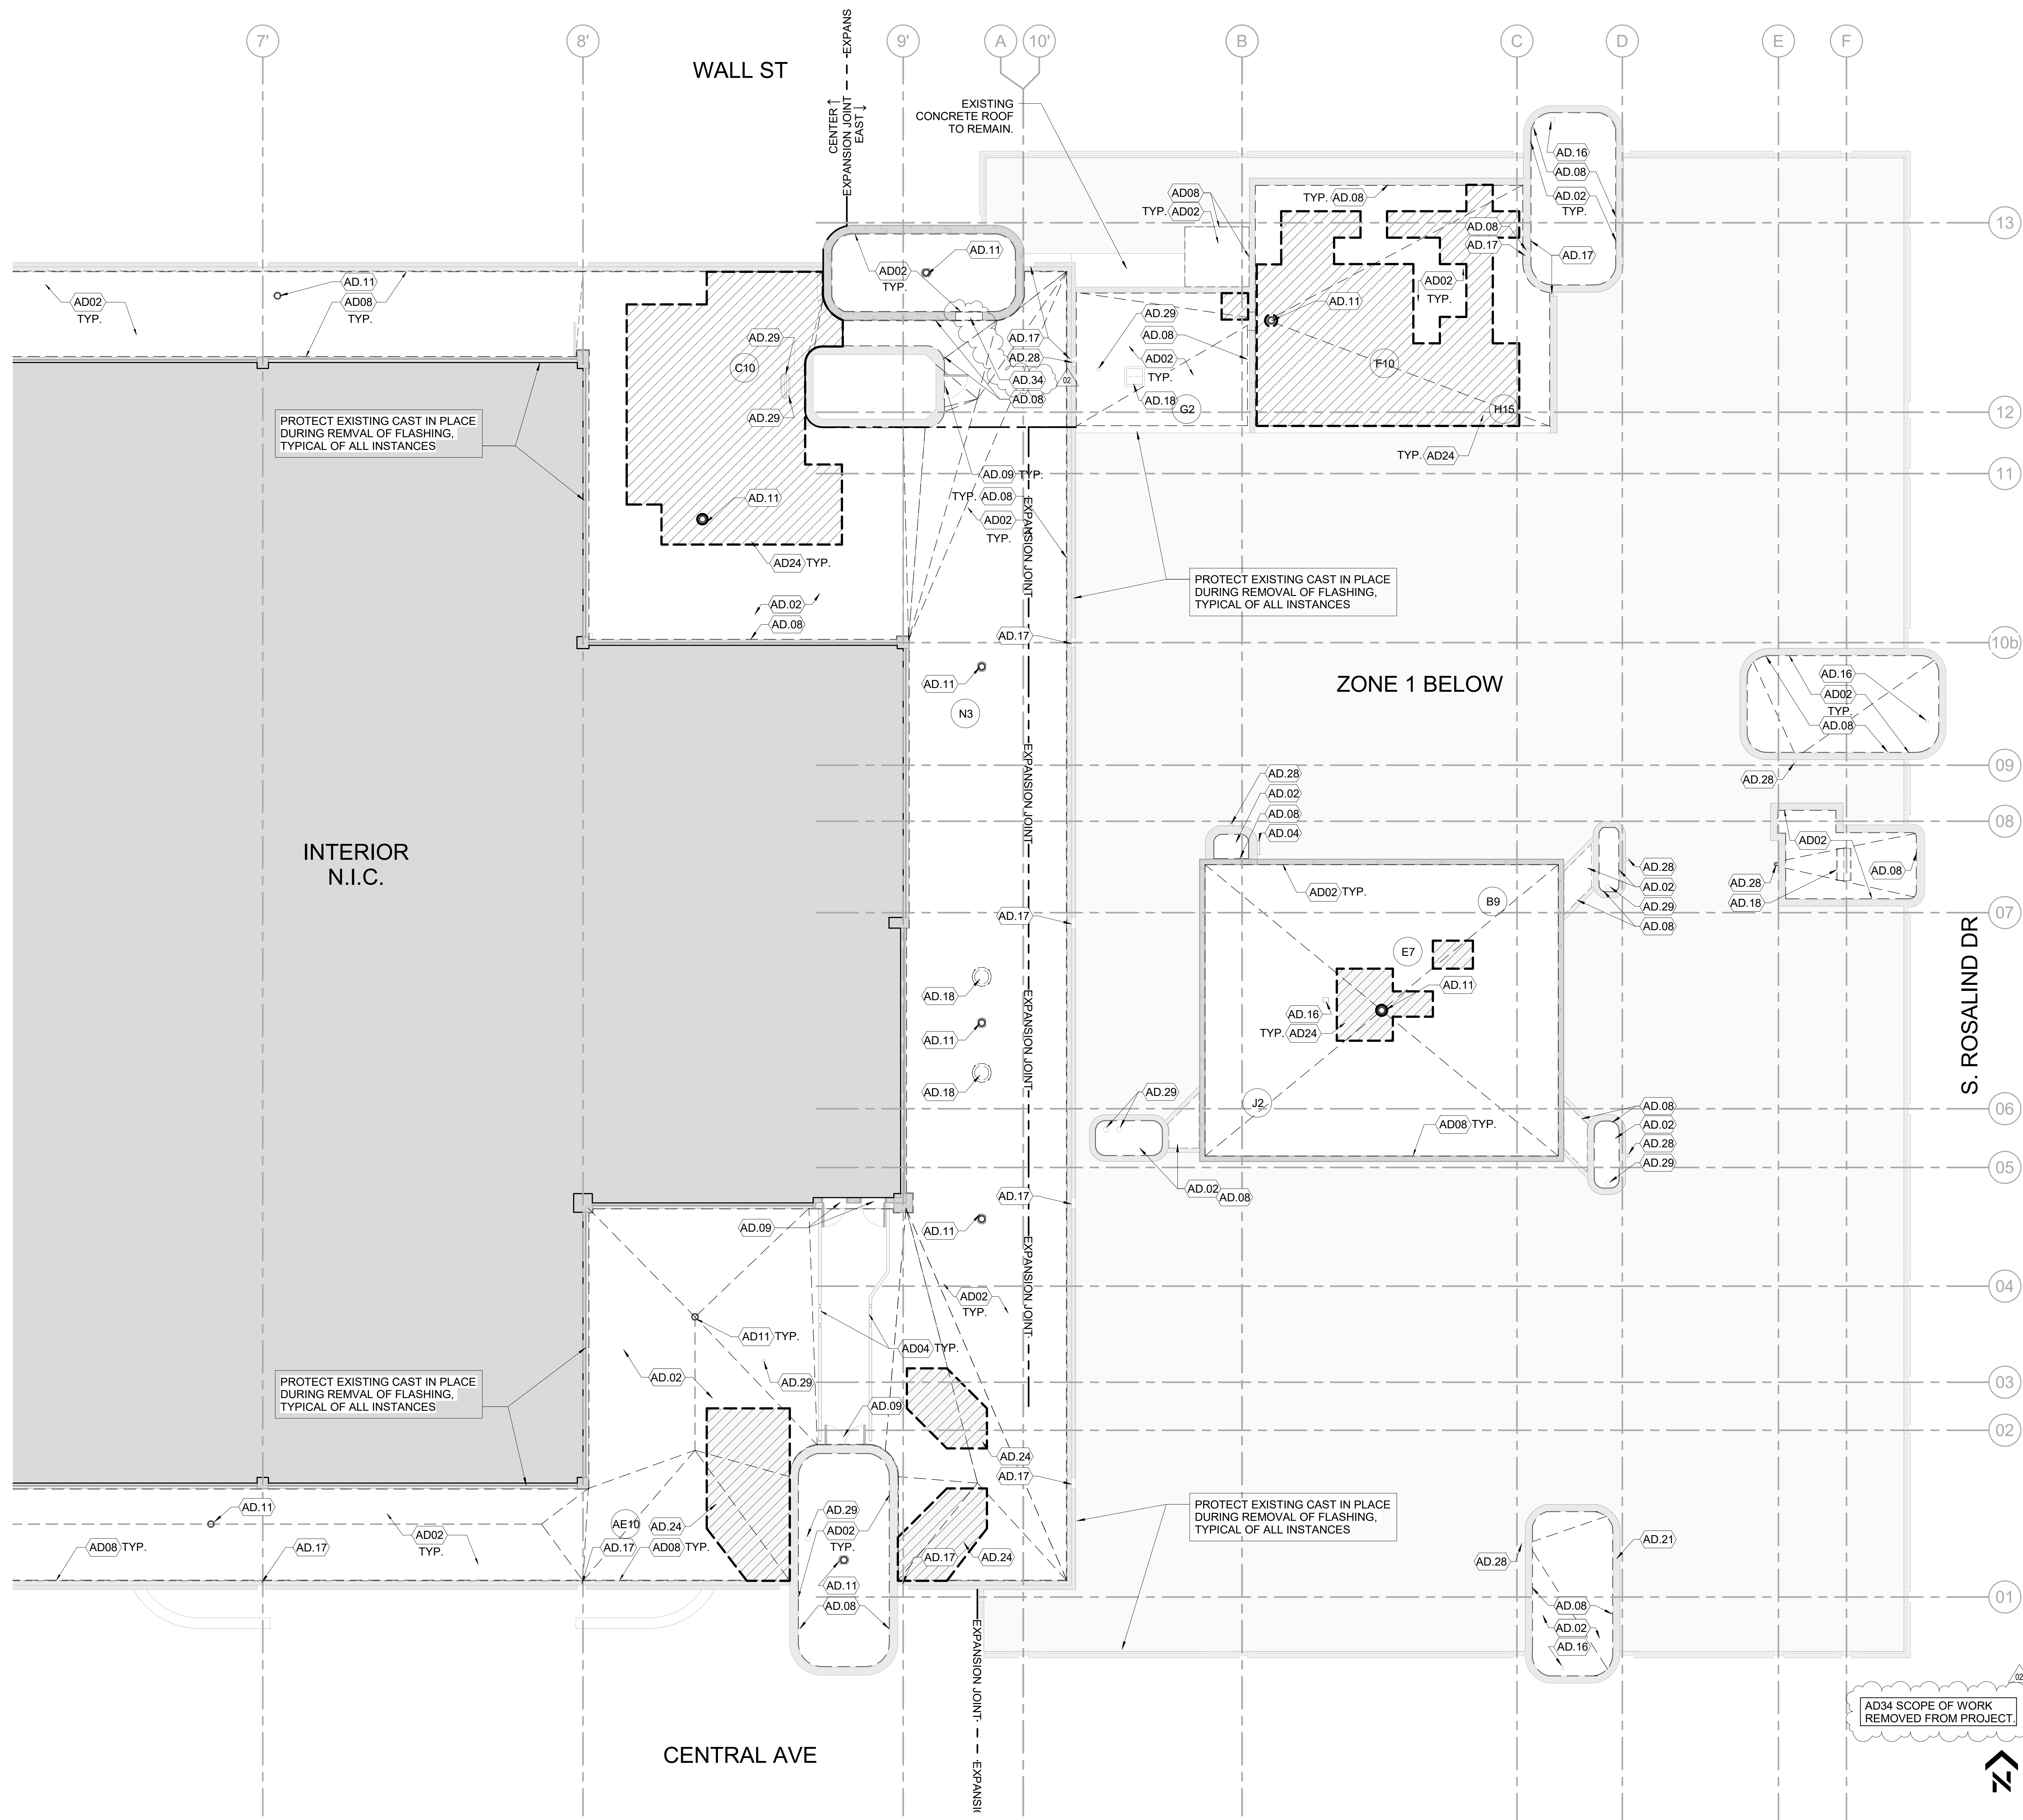 7'
8'
9'
A
10'
B
C
D
E
F
WALL ST
EXPANSION JOINT
CENTER
EAST
EXISTING
CONCRETE ROOF
TO REMAIN.
AD.16
AD.08
AD.02
TYP.
AD08
TYP. AD02
TYP. AD.08
AD.08
AD.17
AD.17
13
AD.11
AD02
TYP.
AD.11
AD02
TYP.
AD08
TYP.
AD02
TYP.
AD.11
AD.29
AD.08
AD02
TYP.
AD.18
G2
F10
H15
AD.29
C10
AD.29
AD.17
AD.28
AD.34
AD.08
02
12
PROTECT EXISTING CAST IN PLACE
DURING REMVAL OF FLASHING,
TYPICAL OF ALL INSTANCES
TYP. AD24
11
AD.09 TYP.
TYP. AD.08
AD02
TYP.
AD.11
EXPANSION JOINT
AD24 TYP.
PROTECT EXISTING CAST IN PLACE
DURING REMOVAL OF FLASHING,
TYPICAL OF ALL INSTANCES
AD.02
AD.08
AD.17
10b
AD.11
N3
ZONE 1 BELOW
AD.16
AD02
TYP.
AD.08
AD.28
09
EXPANSION JOINT
AD.28
AD.02
AD.08
AD.04
08
INTERIOR
N.I.C.
AD02
AD.08
AD.28
AD.18
AD.28
AD.02
AD.29
AD.08
AD02 TYP.
B9
AD.17
07
E7
AD.11
AD.16
TYP. AD24
S. ROSALIND DR
AD.18
AD.11
AD.18
EXPANSION JOINT
AD.29
J2
AD08 TYP.
AD.08
AD.02
AD.28
AD.29
06
05
AD.02
AD.08
AD.17
AD.09
AD.11
EXPANSION JOINT
AD02
TYP.
04
AD11 TYP.
AD04 TYP.
AD.02
AD.29
03
PROTECT EXISTING CAST IN PLACE
DURING REMVAL OF FLASHING,
TYPICAL OF ALL INSTANCES
AD.09
02
AD.24
AD.17
AD.11
AE10
AD.24
AD.29
AD02
TYP.
PROTECT EXISTING CAST IN PLACE
DURING REMOVAL OF FLASHING,
TYPICAL OF ALL INSTANCES
AD08 TYP.
AD.17
AD02
TYP.
AD.17
AD08 TYP.
AD.17
AD.24
AD.11
AD.08
AD.28
AD.21
AD.08
AD.02
AD.16
01
EXPANSION JOINT
02
AD34 SCOPE OF WORK
REMOVED FROM PROJECT.
CENTRAL AVE
N